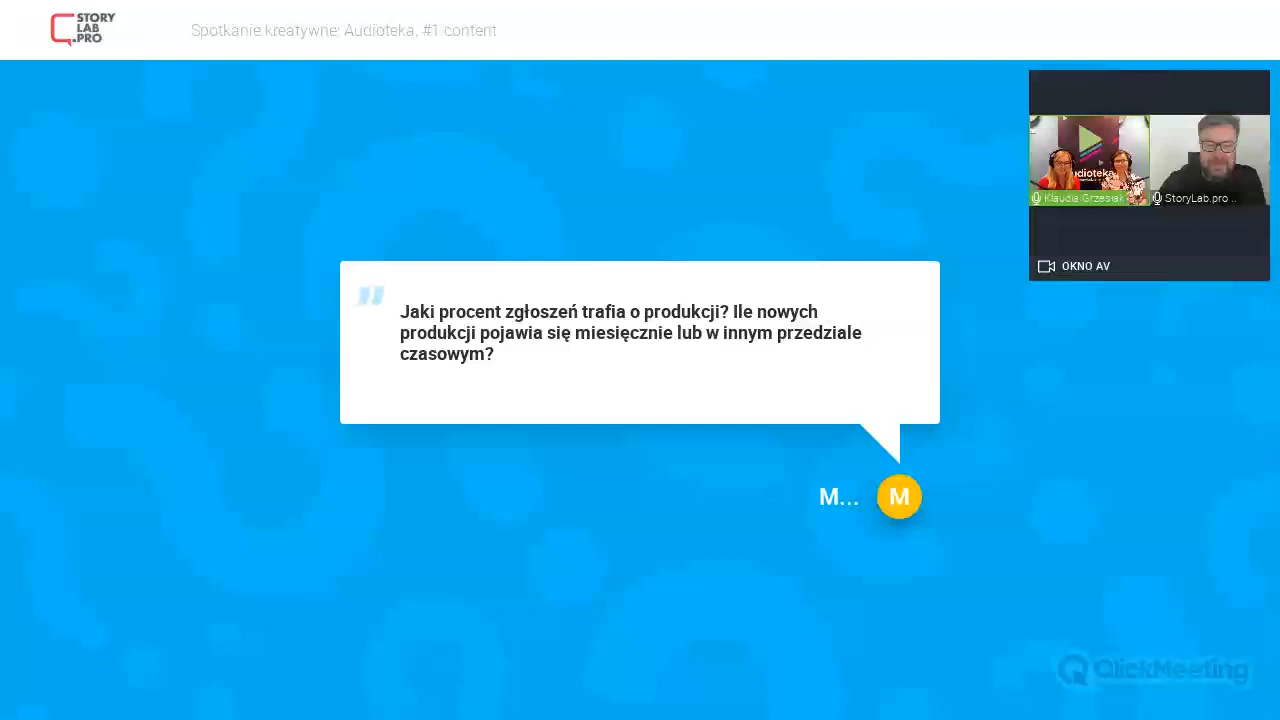 STORY
LAB
.PRO
Spotkanie kreatywne: Audioteka, #1 content
Klaudia Grzesiak
StoryLab.pro ..
OKNO AV
Jaki procent zgłoszeń trafia o produkcji? Ile nowych
produkcji pojawia się miesięcznie lub w innym przedziale
czasowym?
M... M
ClickMeeting